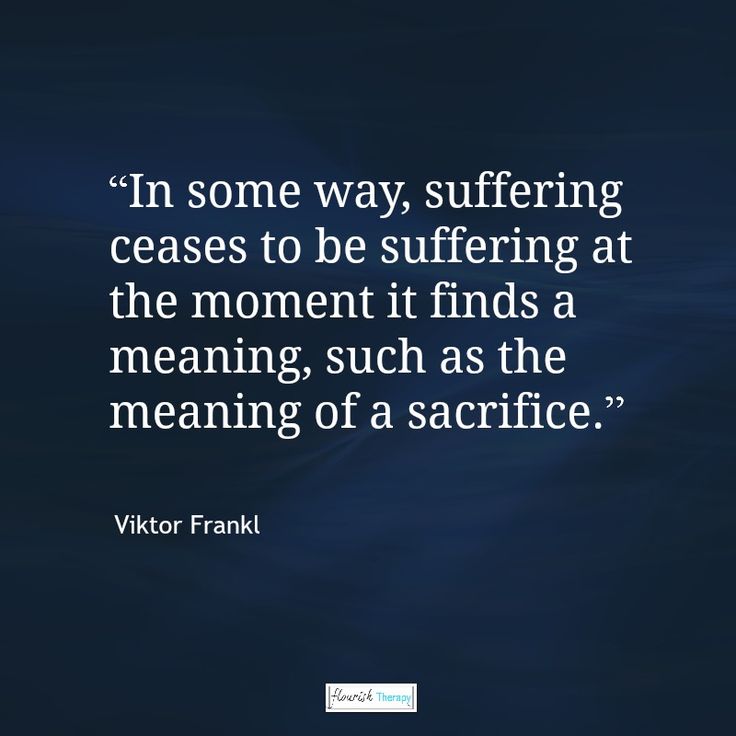 “In some way, suffering
ceases to be suffering at
the moment it finds a
meaning, such as the
meaning of a sacrifice.”
Viktor Frankl
flourish Therapy